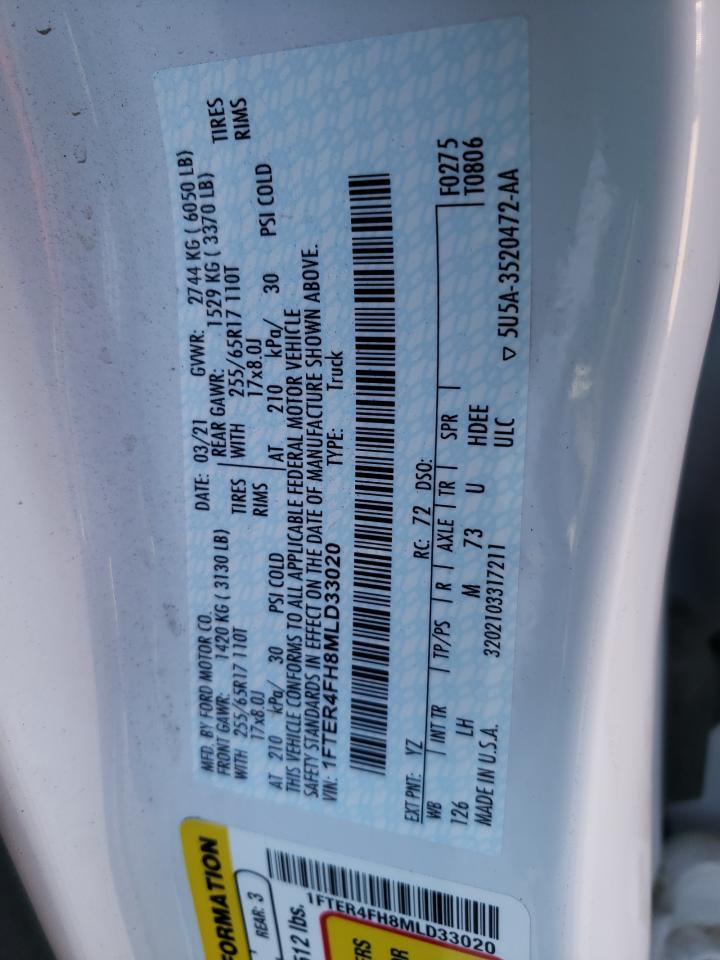 MFD. BY FORD MOTOR CO.
DATE: 03/21 GVWR: 2744 KG ( 6050 LB)
FRONT GAWR: 1420 KG ( 3130 LB) REAR GAWR: 1529 KG ( 3370 LB)
WITH 255/65R17 110T TIRES WITH 255/65R17 110T TIRES
17x8.0J RIMS 17x8.0J RIMS
AT 210 kPa/ 30 PSI COLD AT 210 kPa/ 30 PSI COLD
THIS VEHICLE CONFORMS TO ALL APPLICABLE FEDERAL MOTOR VEHICLE
SAFETY STANDARDS IN EFFECT ON THE DATE OF MANUFACTURE SHOWN ABOVE.
VIN: 1FTER4FH8MLD33020 TYPE: Truck
EXT PNT: YZ RC: 72 DSO: F0275
WB INT TR TP/PS R AXLE TR SPR T0806
126 LH M 73 U HDEE
MADE IN U.S.A. 3202103317211 ULC ▽ 5U5A-3520472-AA
FORMATION
REAR: 3
512 lbs.
1FTER4FH8MLD33020
ERS
OR